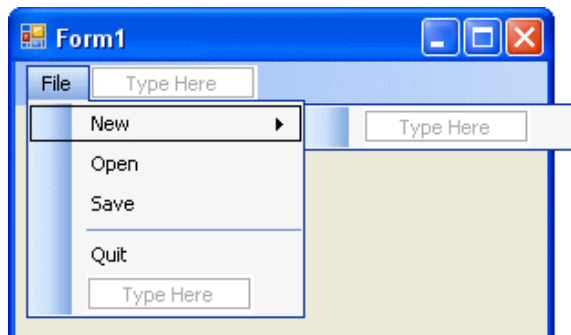 Form1
File Type Here
New Type Here
Open
Save
Quit
Type Here